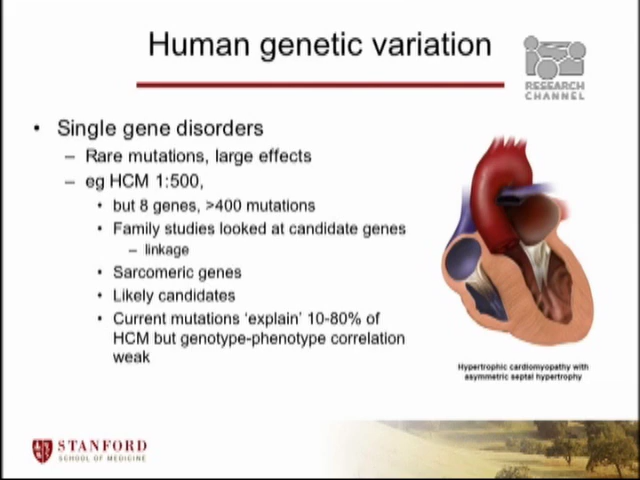 Human genetic variation
RESEARCH
CHANNEL
• Single gene disorders
– Rare mutations, large effects
– eg HCM 1:500,
• but 8 genes, >400 mutations
• Family studies looked at candidate genes
– linkage
• Sarcomeric genes
• Likely candidates
• Current mutations ‘explain’ 10-80% of
HCM but genotype-phenotype correlation
weak
Hypertrophic cardiomyopathy with
asymmetric septal hypertrophy
STANFORD
SCHOOL OF MEDICINE